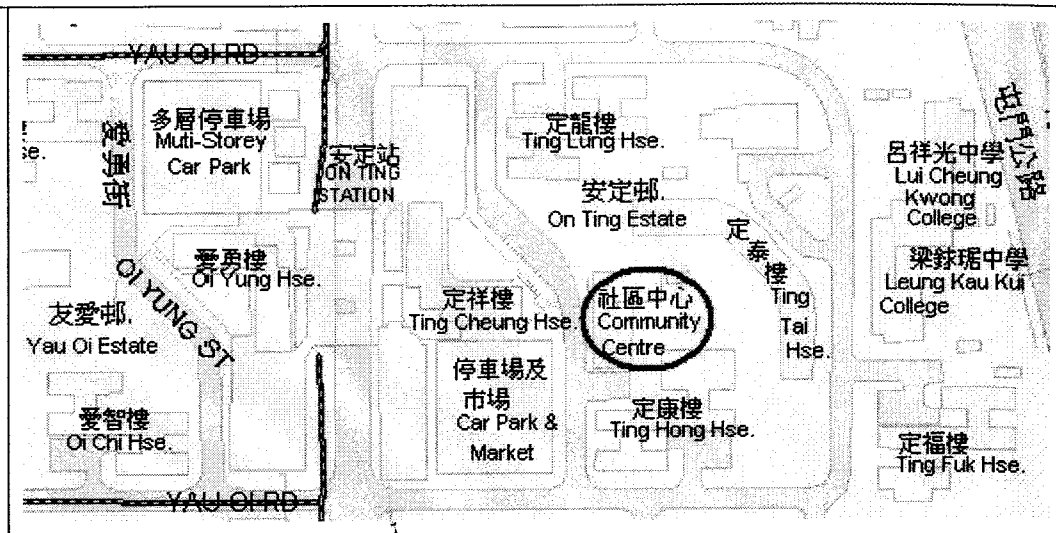 YAU OI RD
多層停車場
Muti-Storey
Car Park
愛勇街
se.
安定站
ON TING
STATION
定龍樓
Ting Lung Hse.
安定邨.
On Ting Estate
屯門公路
呂祥光中學
Lui Cheung
Kwong
College
梁銶琚中學
Leung Kau Kui
College
定泰樓
Ting
Tai
Hse.
愛勇樓
Oi Yung Hse.
OI YUNG ST
友愛邨.
Yau Oi Estate
定祥樓
Ting Cheung Hse.
社區中心
Community
Centre
停車場及
市場
Car Park &
Market
愛智樓
Oi Chi Hse.
定康樓
Ting Hong Hse.
定福樓
Ting Fuk Hse.
YAU OI RD